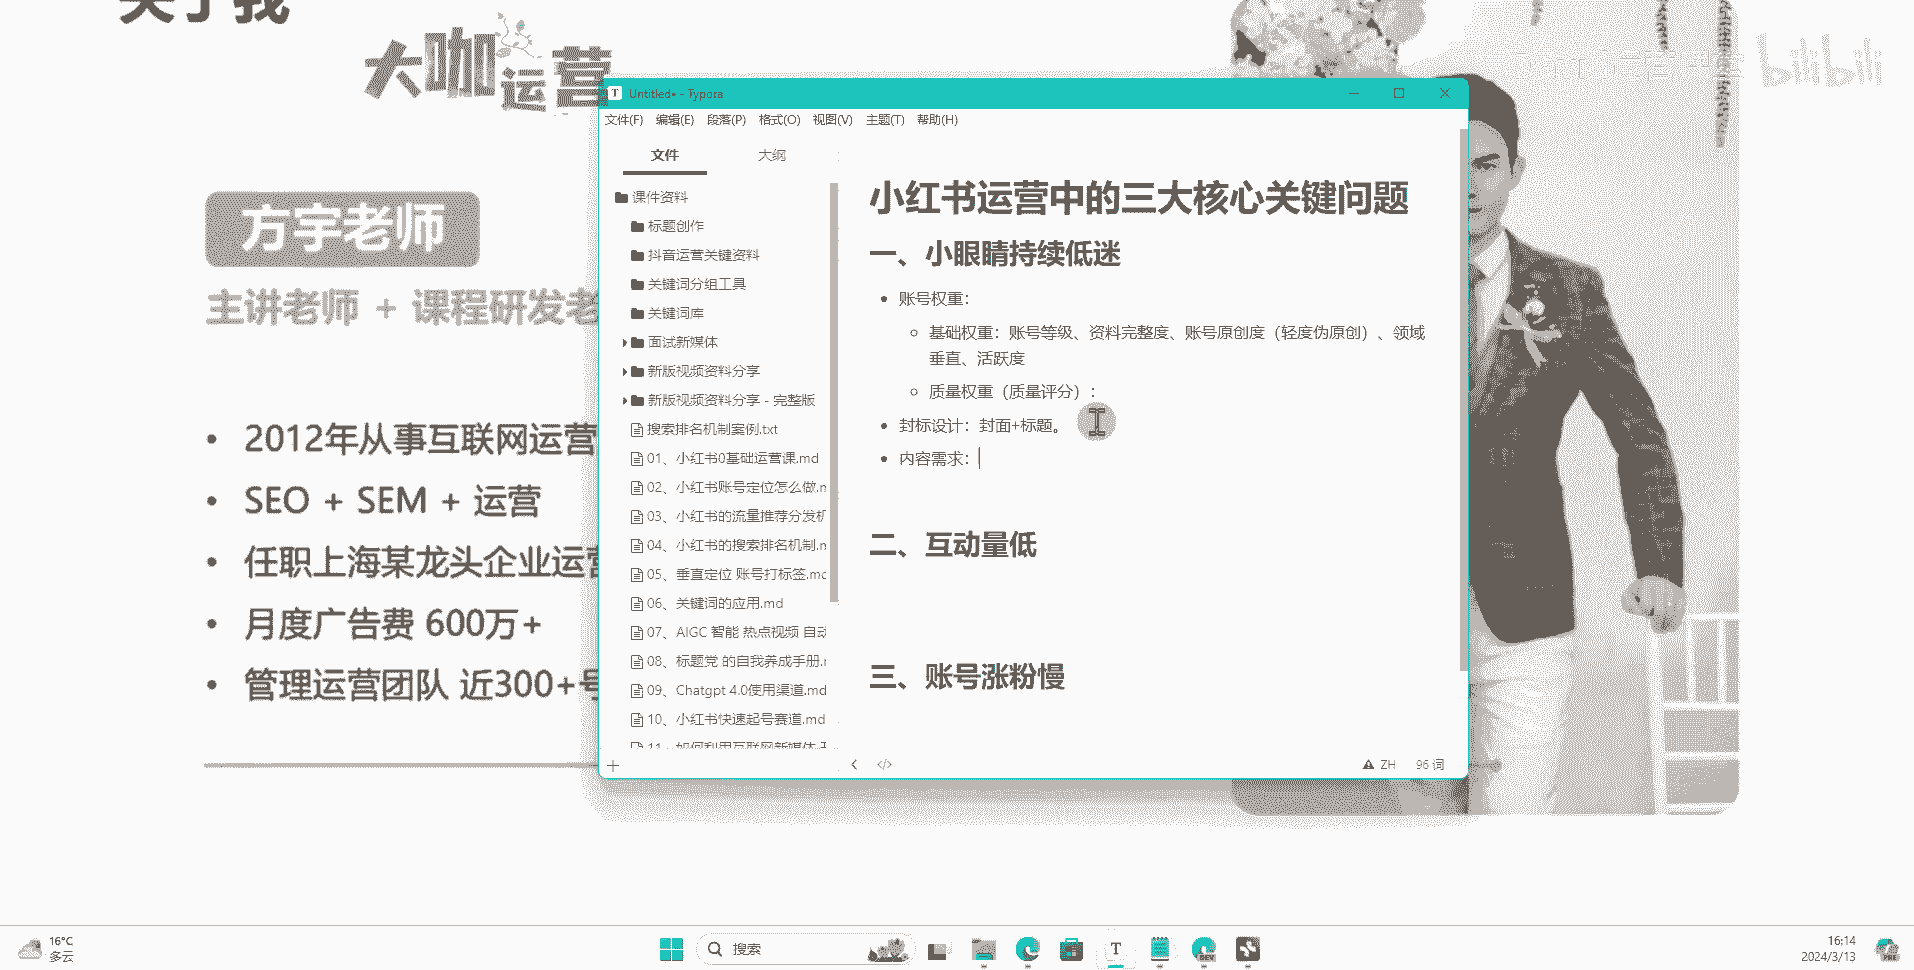 关于我
大咖运营
方宇老师
主讲老师 + 课程研发老
• 2012年从事互联网运营
• SEO + SEM + 运营
• 任职上海某龙头企业运营
• 月度广告费 600万+
• 管理运营团队 近300+号
bilibili
Untitled• - Typora
文件(F) 编辑(E) 段落(P) 格式(O) 视图(V) 主题(T) 帮助(H)
文件 大纲
课件资料
标题创作
抖音运营关键资料
关键词分组工具
关键词库
面试新媒体
新版视频资料分享
新版视频资料分享 - 完整版
搜索排名机制案例.txt
01、小红书0基础运营课.md
02、小红书账号定位怎么做.m
03、小红书的流量推荐分发机
04、小红书的搜索排名机制.m
05、垂直定位 账号打标签.md
06、关键词的应用.md
07、AIGC 智能 热点视频 自动
08、标题党 的自我养成手册.m
09、Chatgpt 4.0使用渠道.md
10、小红书快速起号赛道.md
小红书运营中的三大核心关键问题
一、小眼睛持续低迷
• 账号权重：
◦ 基础权重：账号等级、资料完整度、账号原创度（轻度伪原创）、领域
垂直、活跃度
◦ 质量权重（质量评分）：
• 封标设计：封面+标题。
• 内容需求：
二、互动量低
三、账号涨粉慢
ZH 96 词
16°C
多云
搜索
16:14
2024/3/13